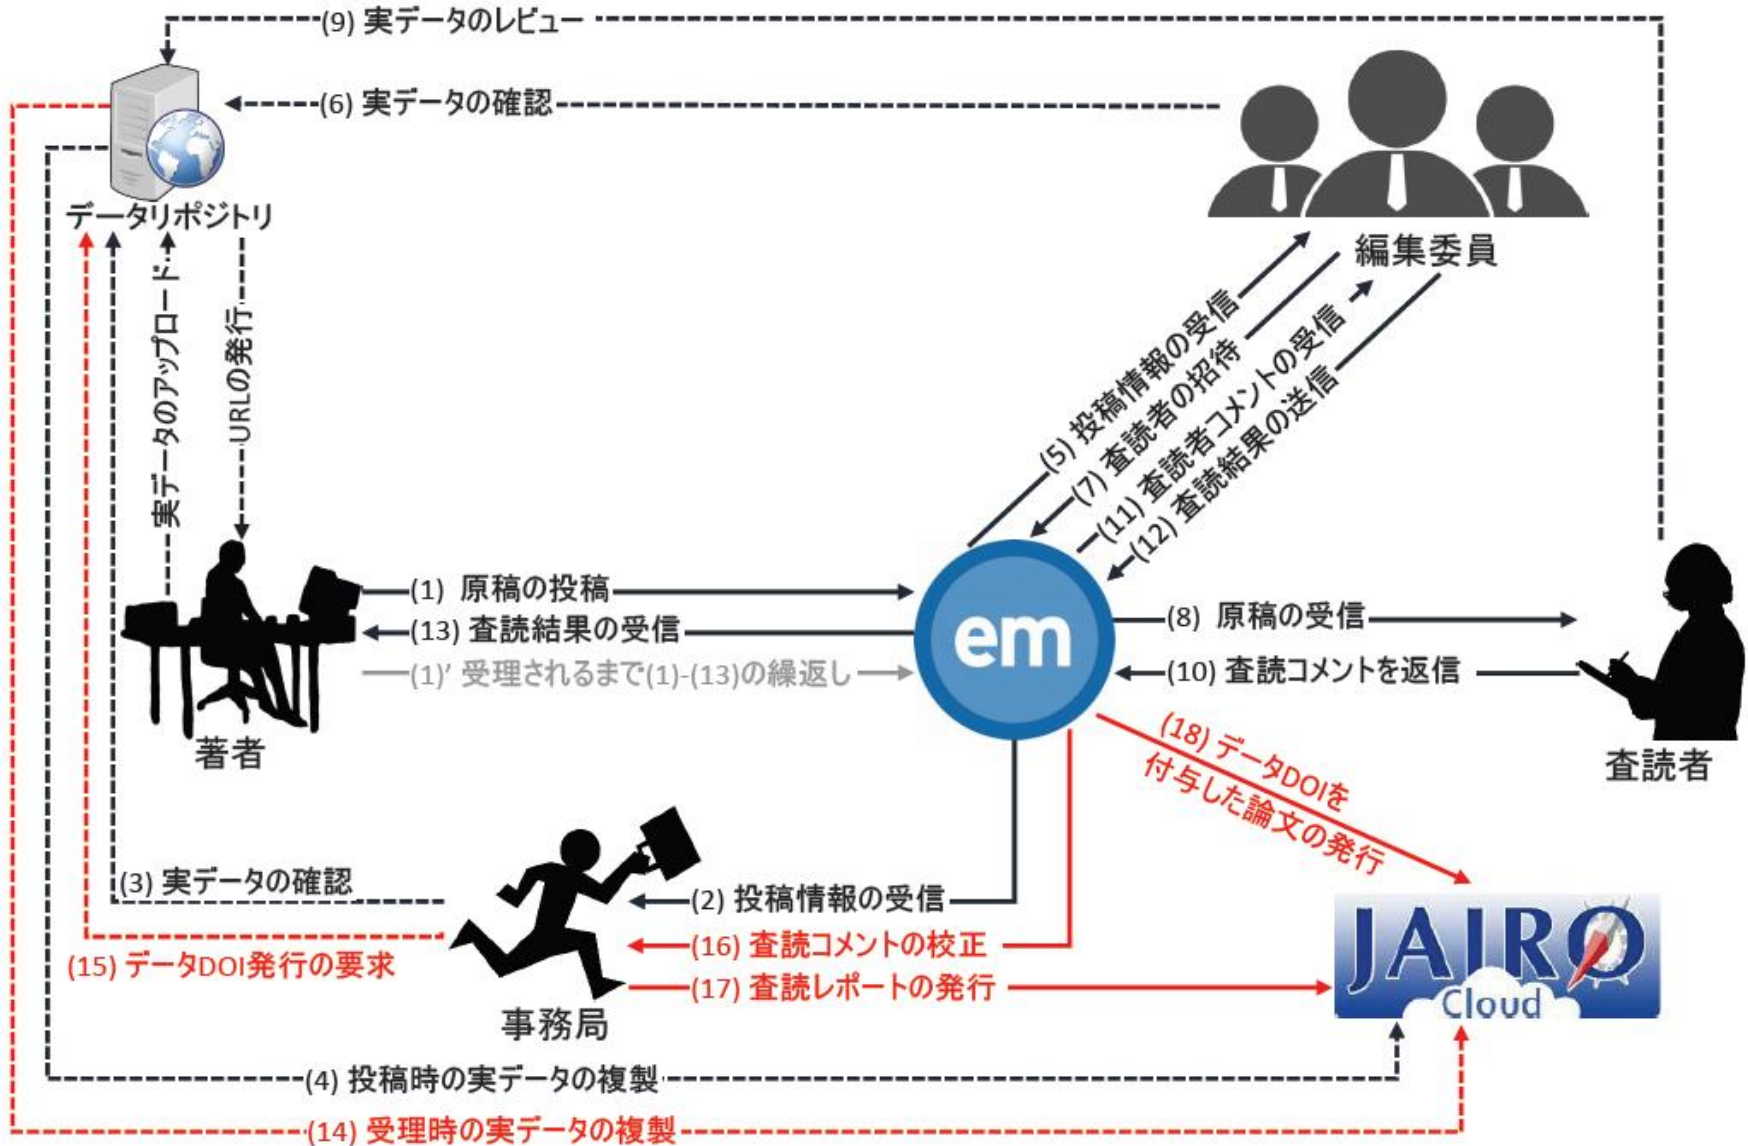 (9) 実データのレビュー
(6) 実データの確認
データリポジトリ
編集委員
実データのアップロード
URLの発行
(5) 投稿情報の受信
(7) 査読者の招待
(11) 査読者コメントの受信
(12) 査読結果の送信
(1) 原稿の投稿
(13) 査読結果の受信
(1)’ 受理されるまで(1)-(13)の繰返し
em
(8) 原稿の受信
(10) 査読コメントを返信
著者
査読者
(18) データDOIを
付与した論文の発行
(3) 実データの確認
(2) 投稿情報の受信
(15) データDOI発行の要求
(16) 査読コメントの校正
(17) 査読レポートの発行
JAIRO
Cloud
事務局
(4) 投稿時の実データの複製
(14) 受理時の実データの複製